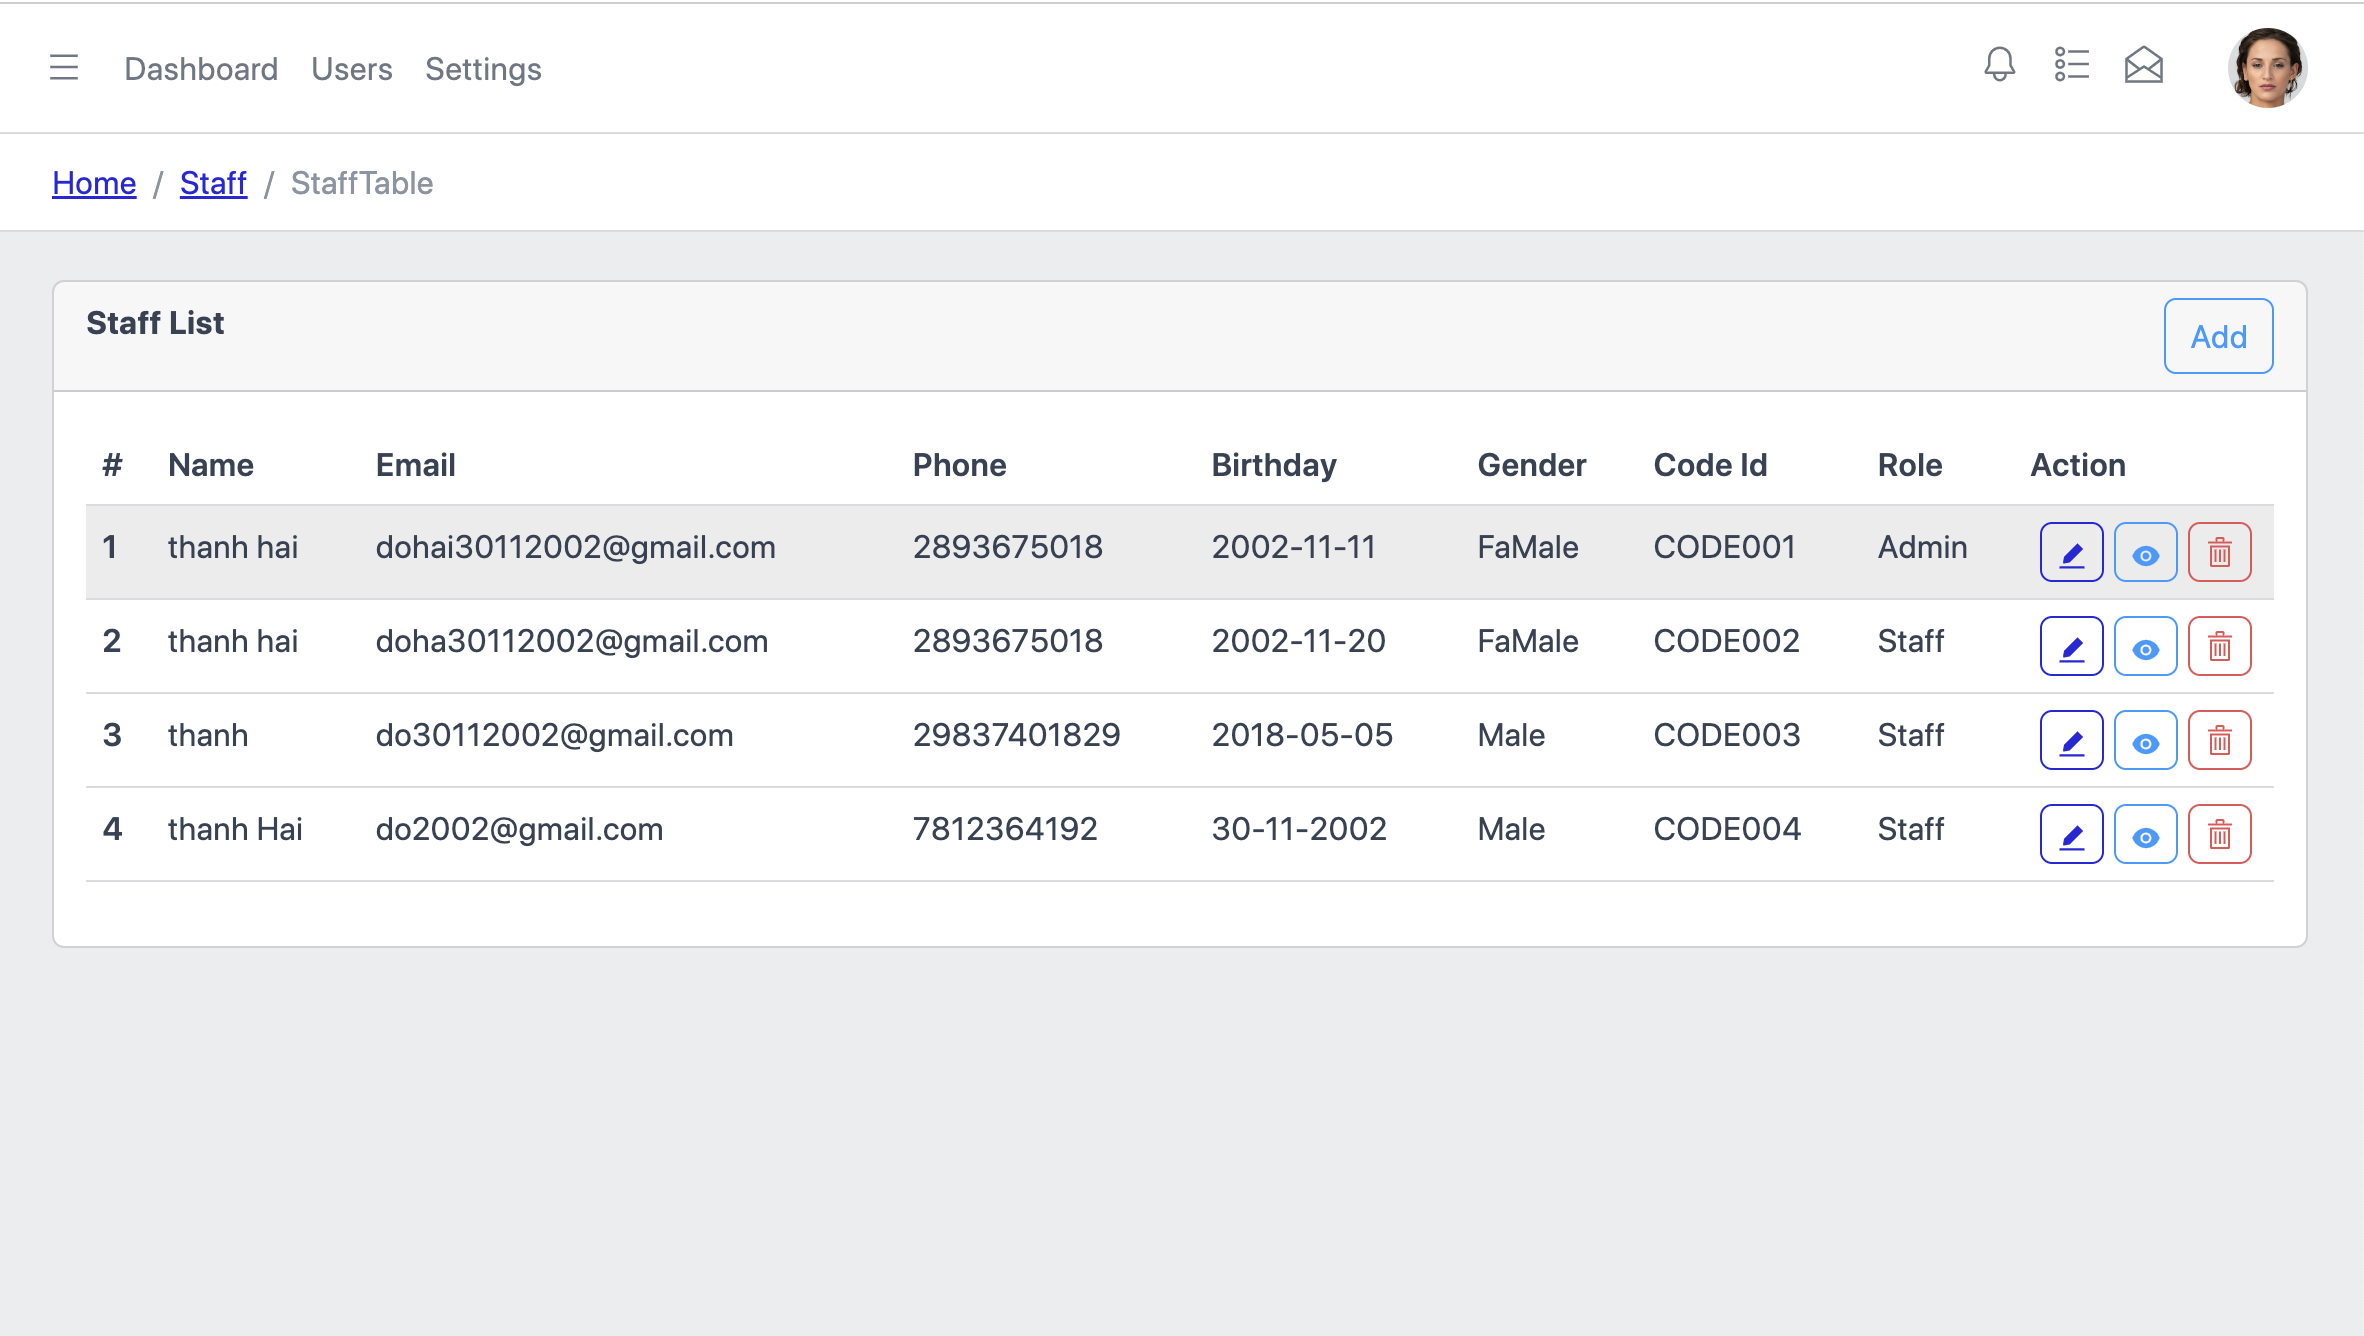 Dashboard Users Settings
Home / Staff / StaffTable
Staff List
Add
# Name Email Phone Birthday Gender Code Id Role Action
1 thanh hai dohai30112002@gmail.com 2893675018 2002-11-11 FaMale CODE001 Admin
2 thanh hai doha30112002@gmail.com 2893675018 2002-11-20 FaMale CODE002 Staff
3 thanh do30112002@gmail.com 29837401829 2018-05-05 Male CODE003 Staff
4 thanh Hai do2002@gmail.com 7812364192 30-11-2002 Male CODE004 Staff